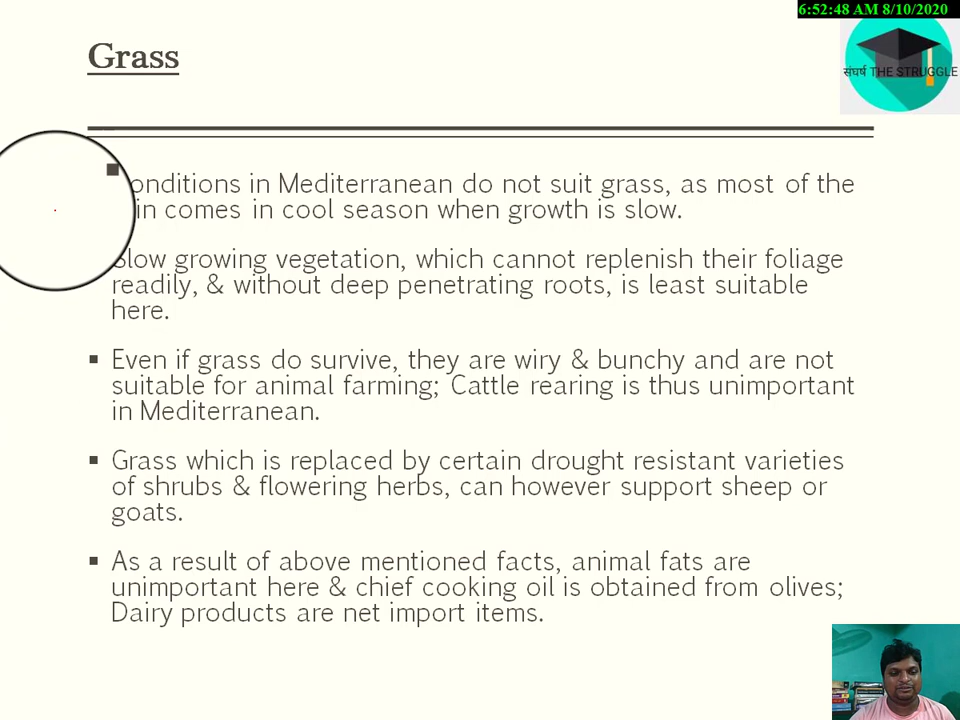 6:52:48 AM 8/10/2020
Grass
संघर्ष THE STRUGGLE
onditions in Mediterranean do not suit grass, as most of the
in comes in cool season when growth is slow.
Slow growing vegetation, which cannot replenish their foliage
readily, & without deep penetrating roots, is least suitable
here.
▪ Even if grass do survive, they are wiry & bunchy and are not
suitable for animal farming; Cattle rearing is thus unimportant
in Mediterranean.
▪ Grass which is replaced by certain drought resistant varieties
of shrubs & flowering herbs, can however support sheep or
goats.
▪ As a result of above mentioned facts, animal fats are
unimportant here & chief cooking oil is obtained from olives;
Dairy products are net import items.